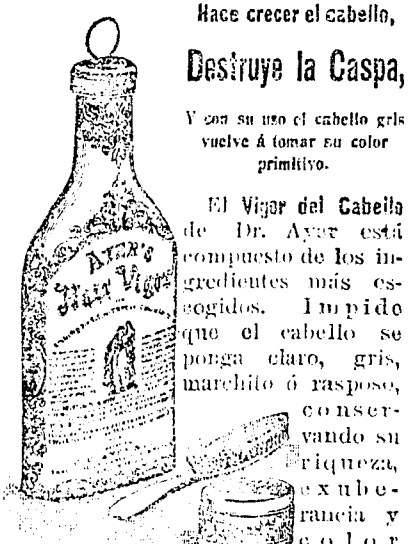 Hace crecer el cabello,
Destruye la Caspa,
Y con su uso el cabello gris
vuelve á tomar su color
primitivo.
El Vigor del Cabello
de Dr. Ayer está
compuesto de los in-
gredientes más es-
cogidos. Impide
que el cabello se
ponga claro, gris,
marchito ó rasposo,
conser-
vando su
riqueza,
exube-
rancia y
color
AYER'S
Hair Vigor